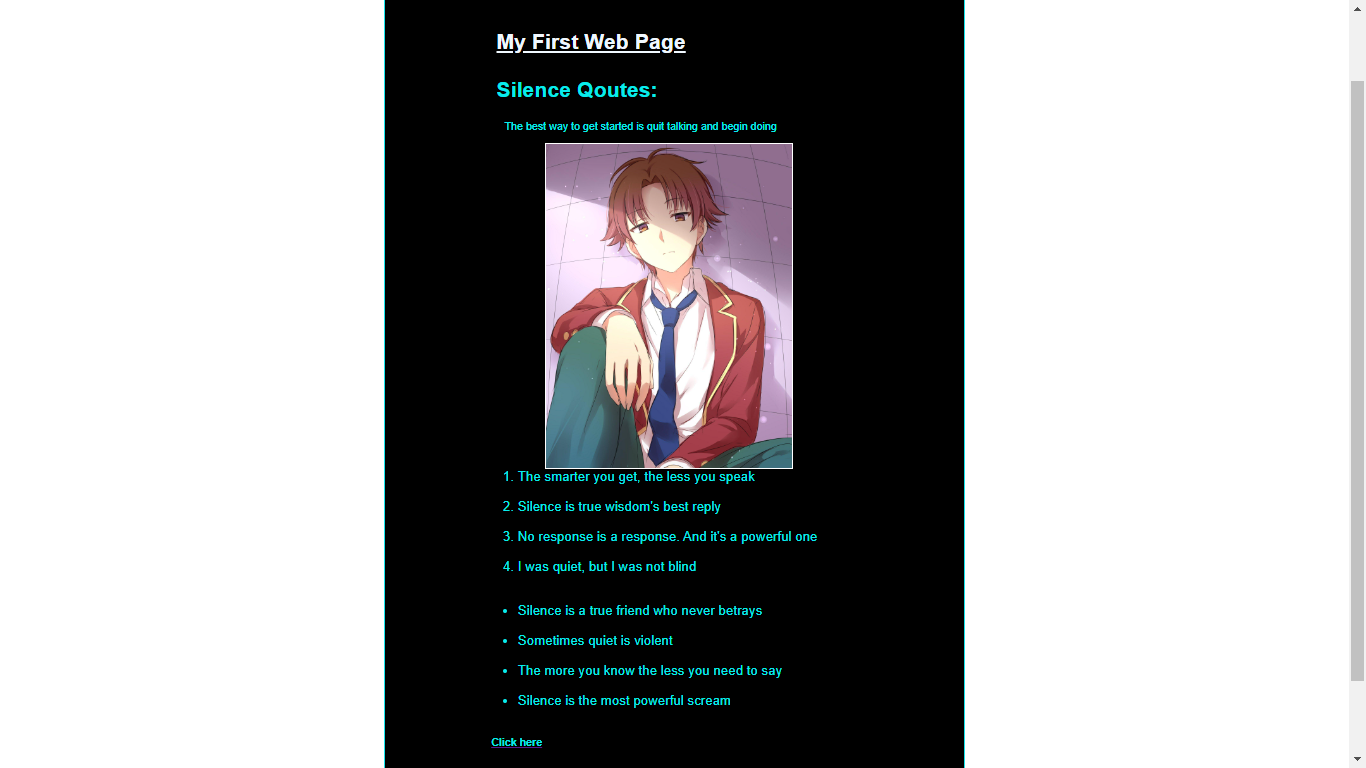 My First Web Page
Silence Qoutes:
The best way to get started is quit talking and begin doing
1. The smarter you get, the less you speak
2. Silence is true wisdom's best reply
3. No response is a response. And it's a powerful one
4. I was quiet, but I was not blind
• Silence is a true friend who never betrays
• Sometimes quiet is violent
• The more you know the less you need to say
• Silence is the most powerful scream
Click here